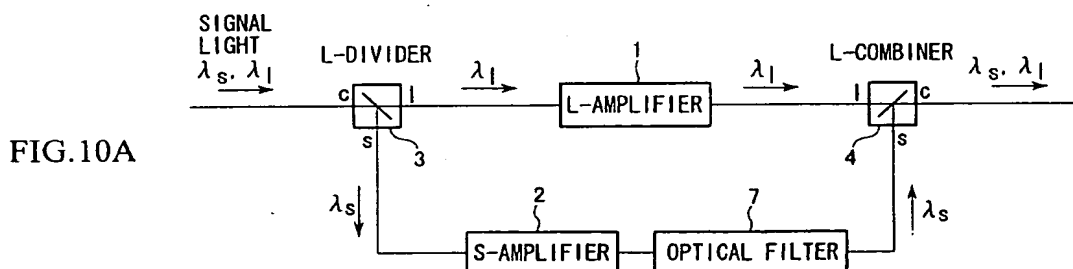 SIGNAL
LIGHT
λs, λl
L-DIVIDER
λl
1
λl
L-COMBINER
λs, λl
c
l
L-AMPLIFIER
l
c
s
3
4
s
FIG.10A
λs
2
7
λs
S-AMPLIFIER
OPTICAL FILTER